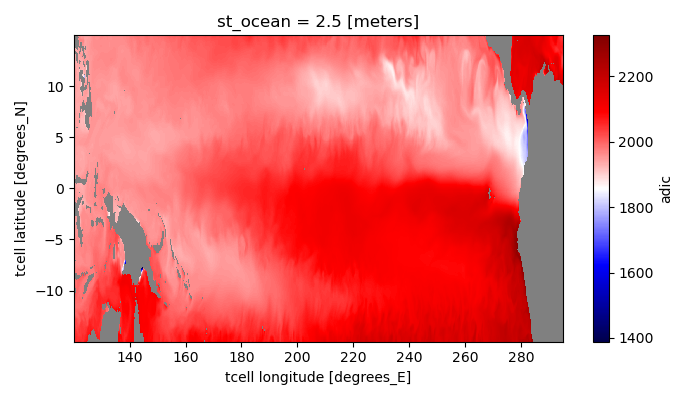 st_ocean = 2.5 [meters]
10
5
0
−5
−10
tcell latitude [degrees_N]
140 160 180 200 220 240 260 280
tcell longitude [degrees_E]
2200
2000
1800
1600
1400
adic